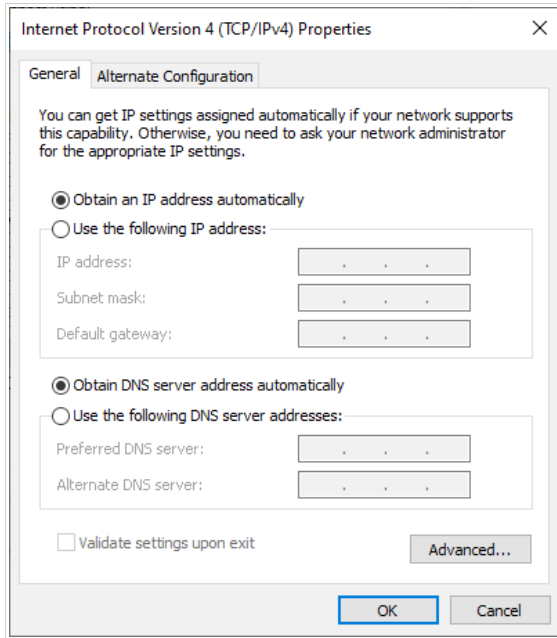 Internet Protocol Version 4 (TCP/IPv4) Properties
General
Alternate Configuration
You can get IP settings assigned automatically if your network supports
this capability. Otherwise, you need to ask your network administrator
for the appropriate IP settings.
Obtain an IP address automatically
Use the following IP address:
IP address:
. . .
Subnet mask:
. . .
Default gateway:
. . .
Obtain DNS server address automatically
Use the following DNS server addresses:
Preferred DNS server:
. . .
Alternate DNS server:
. . .
Validate settings upon exit
Advanced...
OK
Cancel